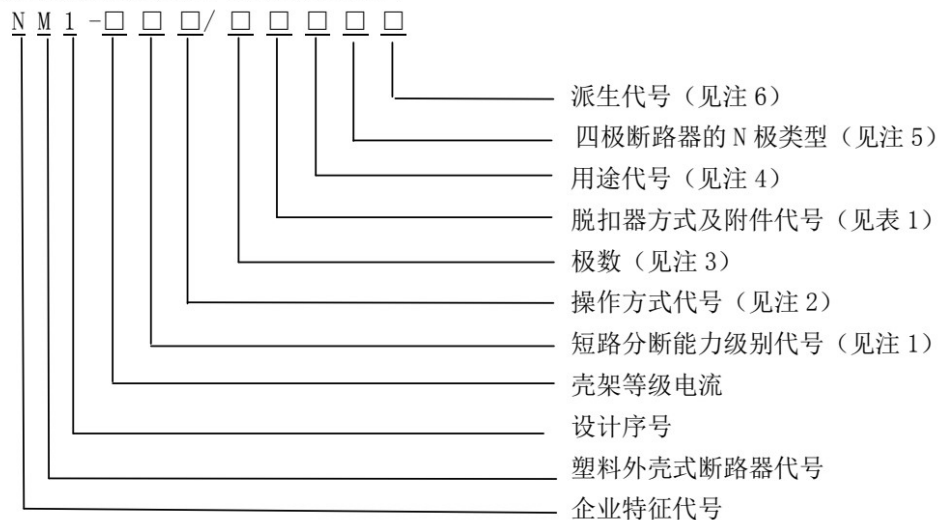 NM1-□□□/□□□□□
派生代号（见注6）
四极断路器的N极类型（见注5）
用途代号（见注4）
脱扣器方式及附件代号（见表1）
极数（见注3）
操作方式代号（见注2）
短路分断能力级别代号（见注1）
壳架等级电流
设计序号
塑料外壳式断路器代号
企业特征代号